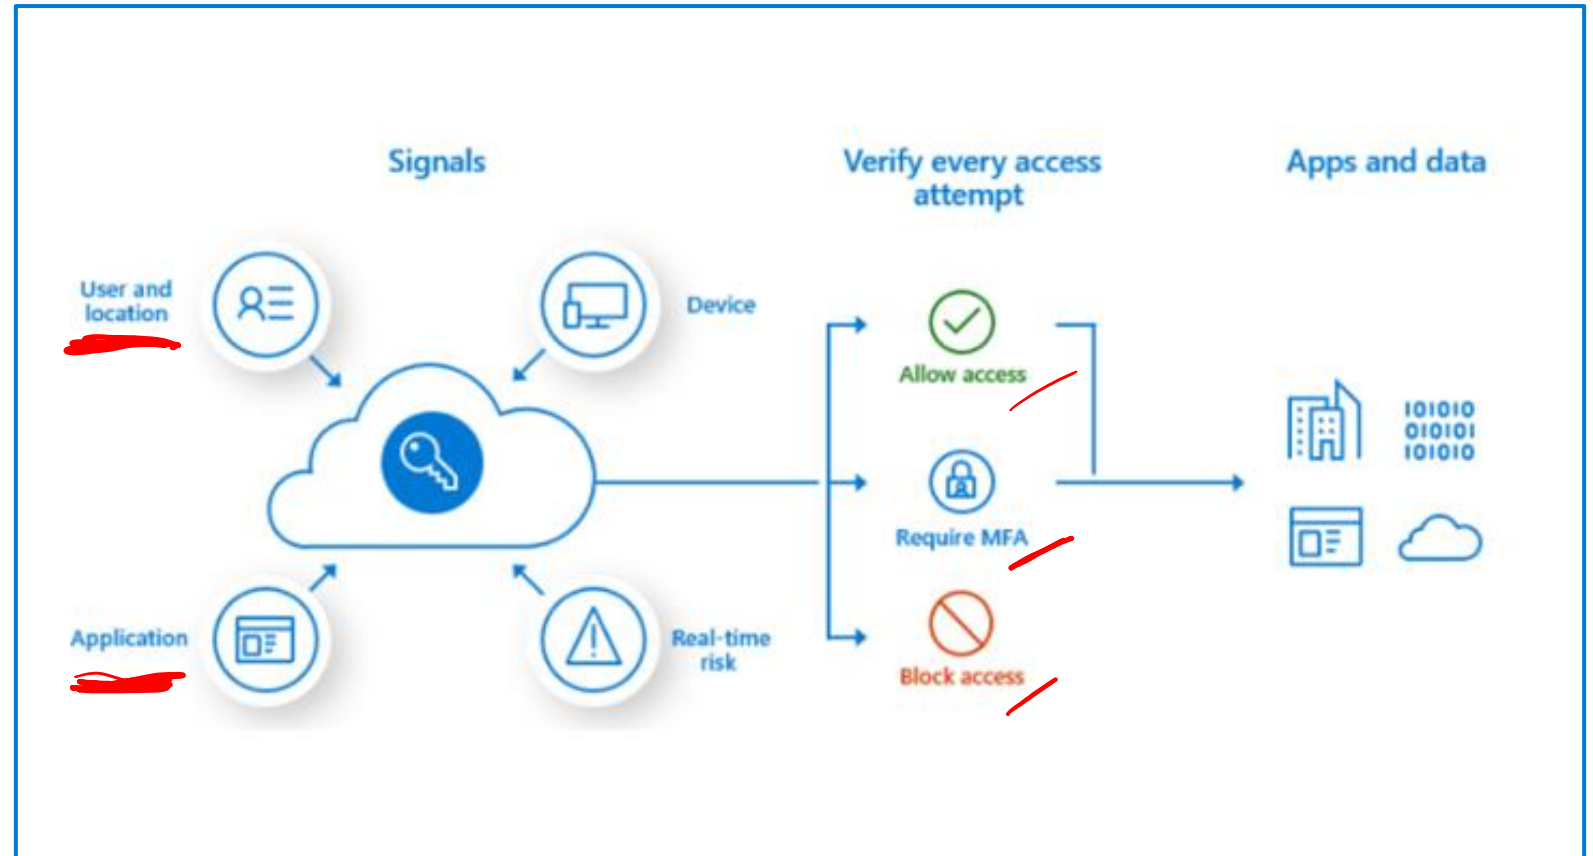 Signals
Verify every access
attempt
Apps and data
User and
location
Device
Allow access
101010
010101
101010
Require MFA
Application
Real-time
risk
Block access